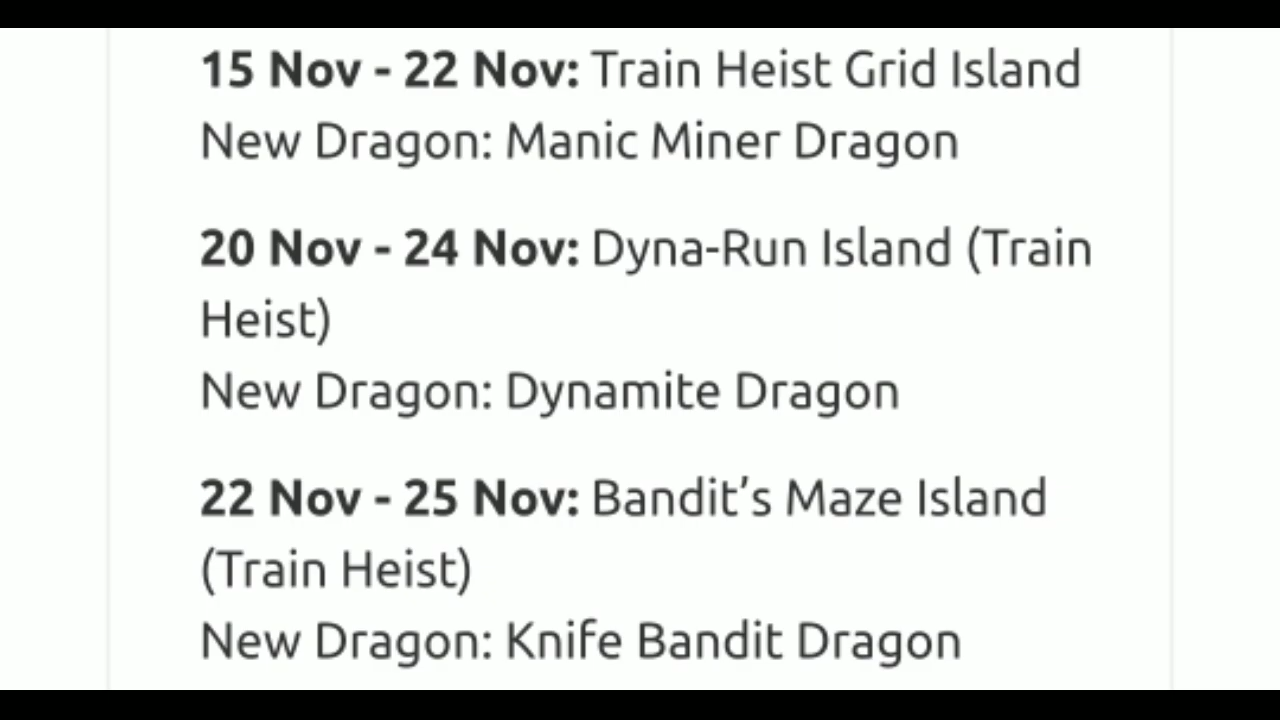 15 Nov - 22 Nov: Train Heist Grid Island
New Dragon: Manic Miner Dragon
20 Nov - 24 Nov: Dyna-Run Island (Train
Heist)
New Dragon: Dynamite Dragon
22 Nov - 25 Nov: Bandit’s Maze Island
(Train Heist)
New Dragon: Knife Bandit Dragon